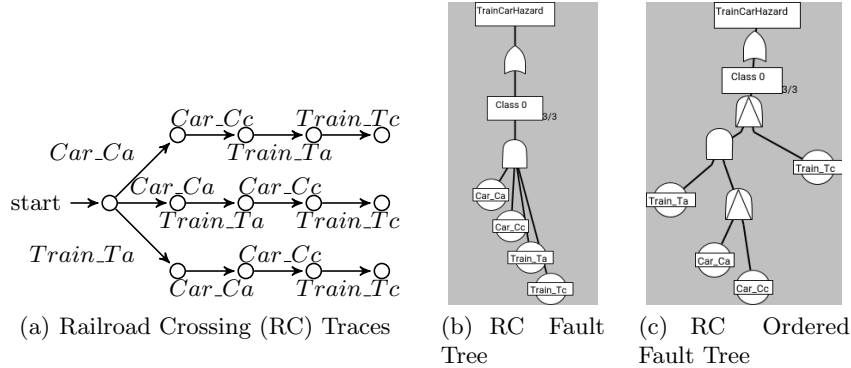 start
Car_Ca
Car_Cc
Train_Ta
Train_Tc
Car_Ca
Train_Ta
Car_Cc
Train_Tc
Train_Ta
Car_Ca
Car_Cc
Train_Tc
(a) Railroad Crossing (RC) Traces
TrainCarHazard
Class 0
3/3
Car_Ca
Car_Cc
Train_Ta
Train_Tc
(b) RC Fault
Tree
TrainCarHazard
Class 0
3/3
Train_Tc
Train_Ta
Car_Ca
Car_Cc
(c) RC Ordered
Fault Tree